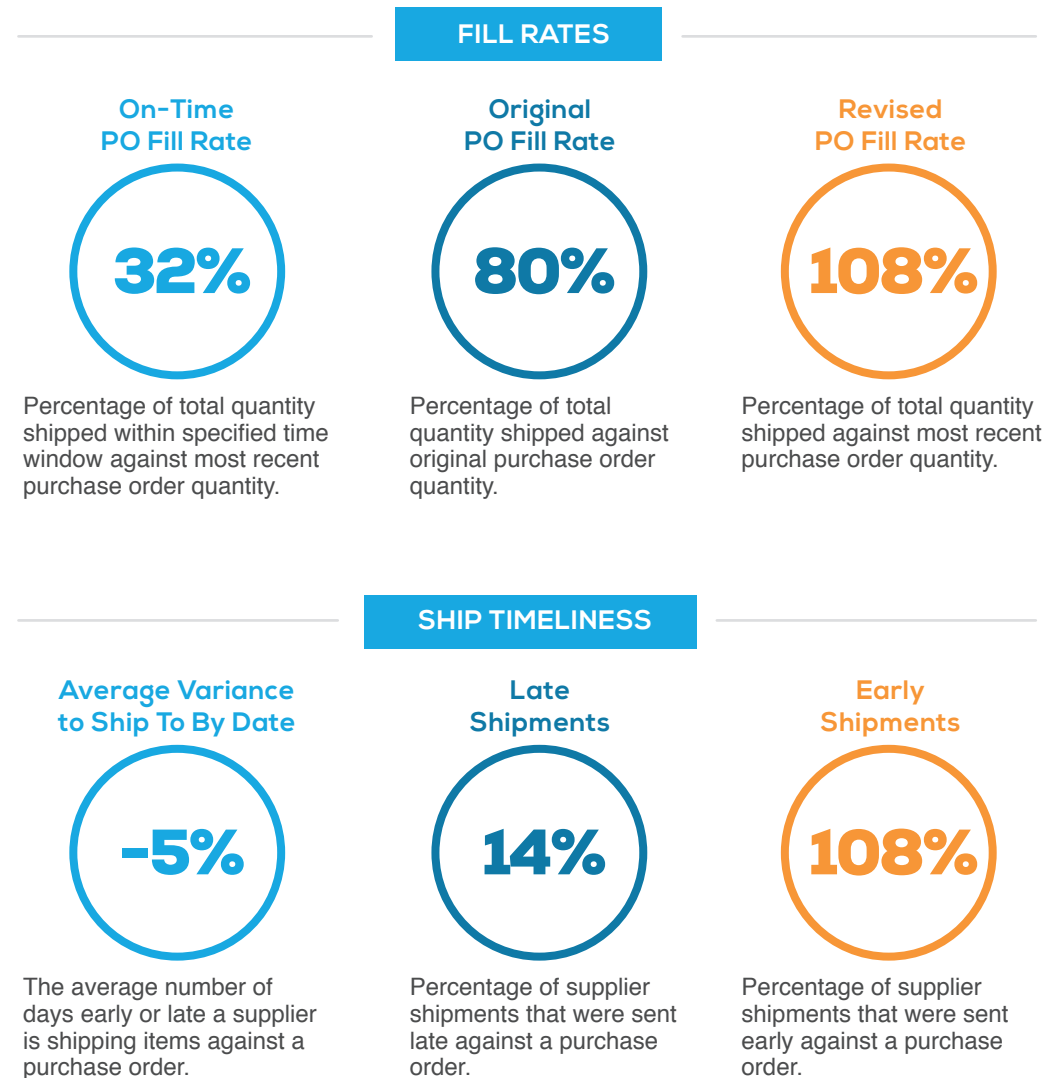 FILL RATES
On-Time
PO Fill Rate
32%
Percentage of total quantity
shipped within specified time
window against most recent
purchase order quantity.
Original
PO Fill Rate
80%
Percentage of total
quantity shipped against
original purchase order
quantity.
Revised
PO Fill Rate
108%
Percentage of total quantity
shipped against most recent
purchase order quantity.
SHIP TIMELINESS
Average Variance
to Ship To By Date
-5%
The average number of
days early or late a supplier
is shipping items against a
purchase order.
Late
Shipments
14%
Percentage of supplier
shipments that were sent
late against a purchase
order.
Early
Shipments
108%
Percentage of supplier
shipments that were sent
early against a purchase
order.